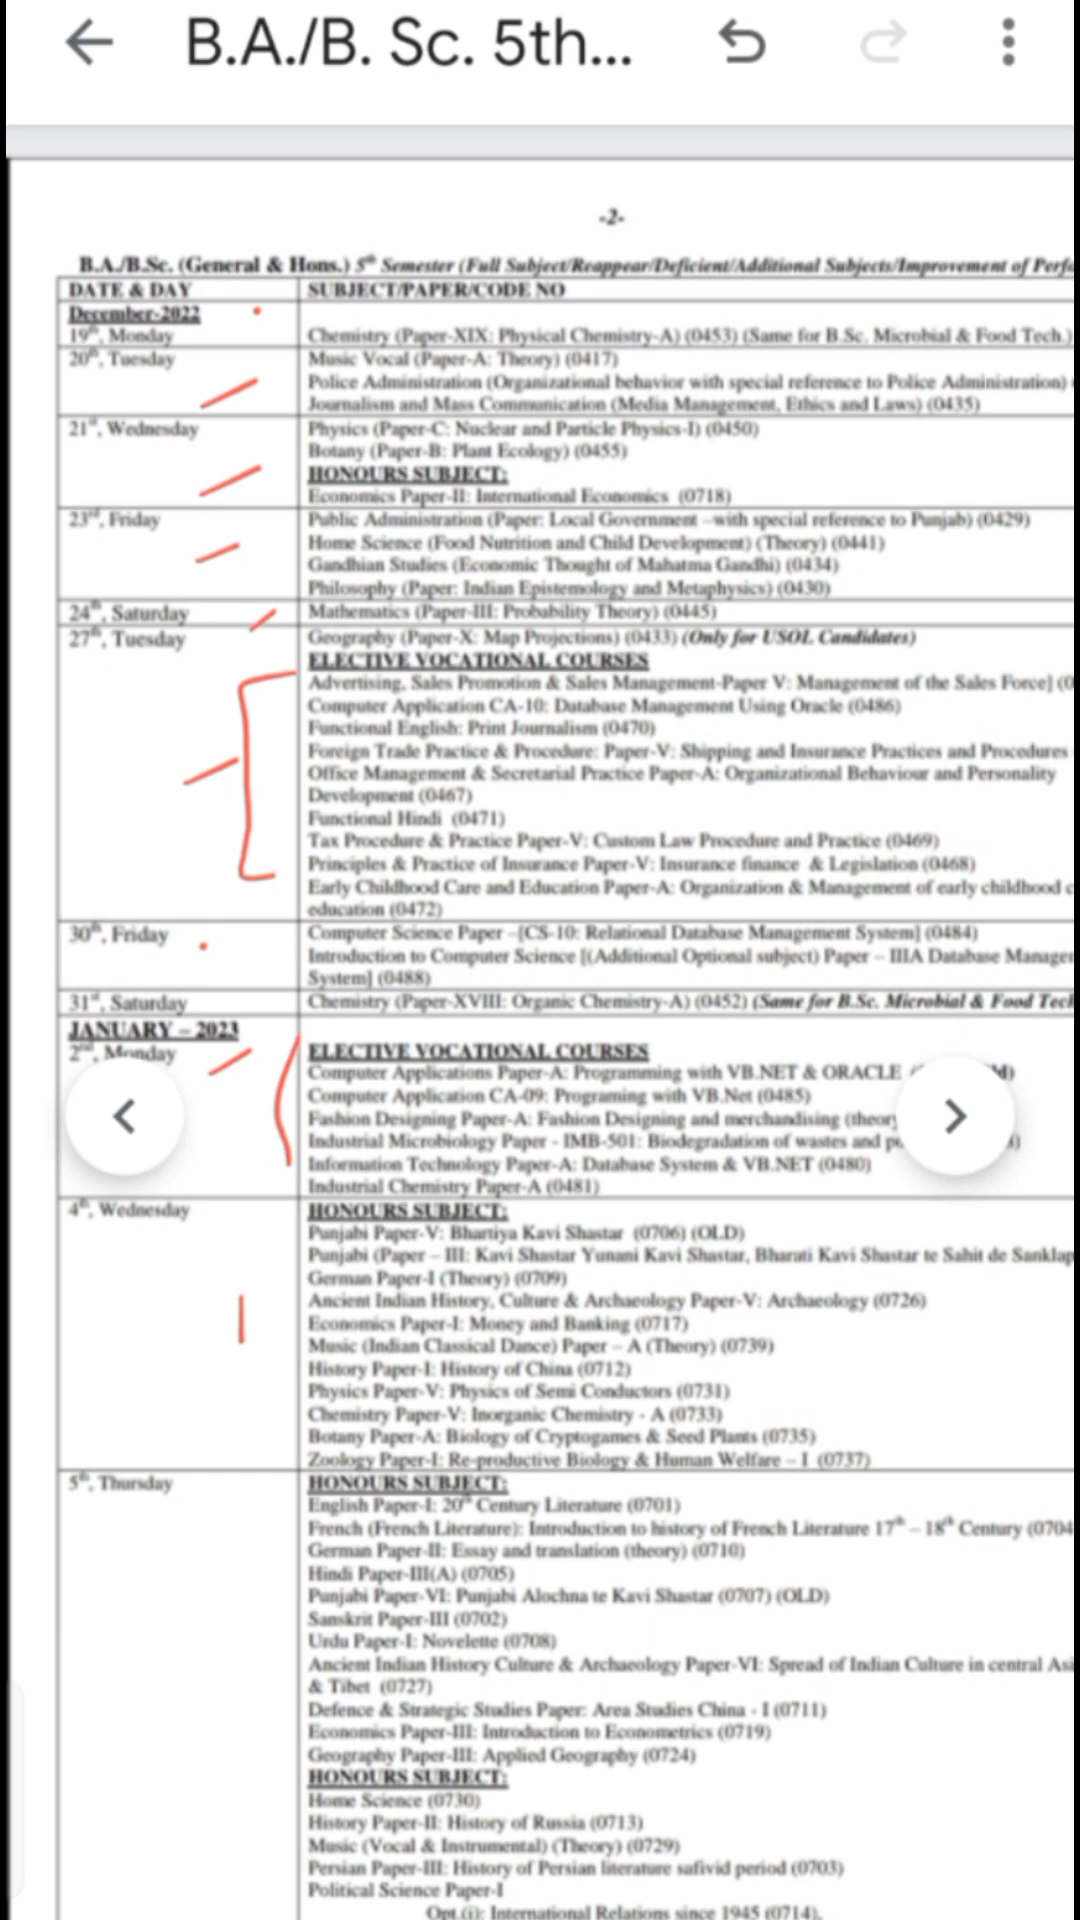 B.A./B. Sc. 5th...
-2-
B.A./B.Sc. (General & Hons.) 5th Semester (Full Subject/Reappear/Deficient/Additional Subjects/Improvement of
DATE & DAY SUBJECT/PAPER/CODE NO
December-2022
19th, Monday Chemistry (Paper-XIX: Physical Chemistry-A) (0453) (Same for B.Sc. Microbial & Food Tech.)
20th, Tuesday Music Vocal (Paper-A: Theory) (0417)
Police Administration (Organizational behavior with special reference to Police Administration)
Journalism and Mass Communication (Media Management, Ethics and Laws) (0435)
21st, Wednesday Physics (Paper-C: Nuclear and Particle Physics-I) (0450)
Botany (Paper-B: Plant Ecology) (0455)
HONOURS SUBJECT:
Economics Paper-II: International Economics (0718)
23rd, Friday Public Administration (Paper: Local Government –with special reference to Punjab) (0429)
Home Science (Food Nutrition and Child Development) (Theory) (0441)
Gandhian Studies (Economic Thought of Mahatma Gandhi) (0434)
Philosophy (Paper: Indian Epistemology and Metaphysics) (0430)
24th, Saturday Mathematics (Paper-III: Probability Theory) (0445)
27th, Tuesday Geography (Paper-X: Map Projections) (0433) (Only for USOL Candidates)
ELECTIVE VOCATIONAL COURSES
Advertising, Sales Promotion & Sales Management-Paper V: Management of the Sales Force]
Computer Application CA-10: Database Management Using Oracle (0486)
Functional English: Print Journalism (0470)
Foreign Trade Practice & Procedure: Paper-V: Shipping and Insurance Practices and Procedures
Office Management & Secretarial Practice Paper-A: Organizational Behaviour and Personality
Development (0467)
Functional Hindi (0471)
Tax Procedure & Practice Paper-V: Custom Law Procedure and Practice (0469)
Principles & Practice of Insurance Paper-V: Insurance finance & Legislation (0468)
Early Childhood Care and Education Paper-A: Organization & Management of early childhood
education (0472)
30th, Friday Computer Science Paper –[CS-10: Relational Database Management System] (0484)
Introduction to Computer Science [(Additional Optional subject) Paper – IIIA Database
System] (0488)
31st, Saturday Chemistry (Paper-XVIII: Organic Chemistry-A) (0452) (Same for B.Sc. Microbial & Food
JANUARY – 2023
2nd, Monday ELECTIVE VOCATIONAL COURSES
Computer Applications Paper-A: Programming with VB.NET & ORACLE
Computer Application CA-09: Programing with VB.Net (0485)
Fashion Designing Paper-A: Fashion Designing and merchandising
Industrial Microbiology Paper - IMB-501: Biodegradation of wastes and
Information Technology Paper-A: Database System & VB.NET (0480)
Industrial Chemistry Paper-A (0481)
4th, Wednesday HONOURS SUBJECT:
Punjabi Paper-V: Bhartiya Kavi Shastar (0706) (OLD)
Punjabi (Paper – III: Kavi Shastar Yunani Kavi Shastar, Bharati Kavi Shastar te Sahit de
German Paper-I (Theory) (0709)
Ancient Indian History, Culture & Archaeology Paper-V: Archaeology (0726)
Economics Paper-I: Money and Banking (0717)
Music (Indian Classical Dance) Paper – A (Theory) (0739)
History Paper-I: History of China (0712)
Physics Paper-V: Physics of Semi Conductors (0731)
Chemistry Paper-V: Inorganic Chemistry - A (0733)
Botany Paper-A: Biology of Cryptogames & Seed Plants (0735)
Zoology Paper-I: Re-productive Biology & Human Welfare – I (0737)
5th, Thursday HONOURS SUBJECT:
English Paper-I: 20th Century Literature (0701)
French (French Literature): Introduction to history of French Literature 17th – 18th Century (0704
German Paper-II: Essay and translation (theory) (0710)
Hindi Paper-III(A) (0705)
Punjabi Paper-VI: Punjabi Alochna te Kavi Shastar (0707) (OLD)
Sanskrit Paper-III (0702)
Urdu Paper-I: Novelette (0708)
Ancient Indian History Culture & Archaeology Paper-VI: Spread of Indian Culture in central
& Tibet (0727)
Defence & Strategic Studies Paper: Area Studies China - I (0711)
Economics Paper-III: Introduction to Econometrics (0719)
Geography Paper-III: Applied Geography (0724)
HONOURS SUBJECT:
Home Science (0730)
History Paper-II: History of Russia (0713)
Music (Vocal & Instrumental) (Theory) (0729)
Persian Paper-III: History of Persian literature safivid period (0703)
Political Science Paper-I
Opt.(i): International Relations since 1945 (0714),